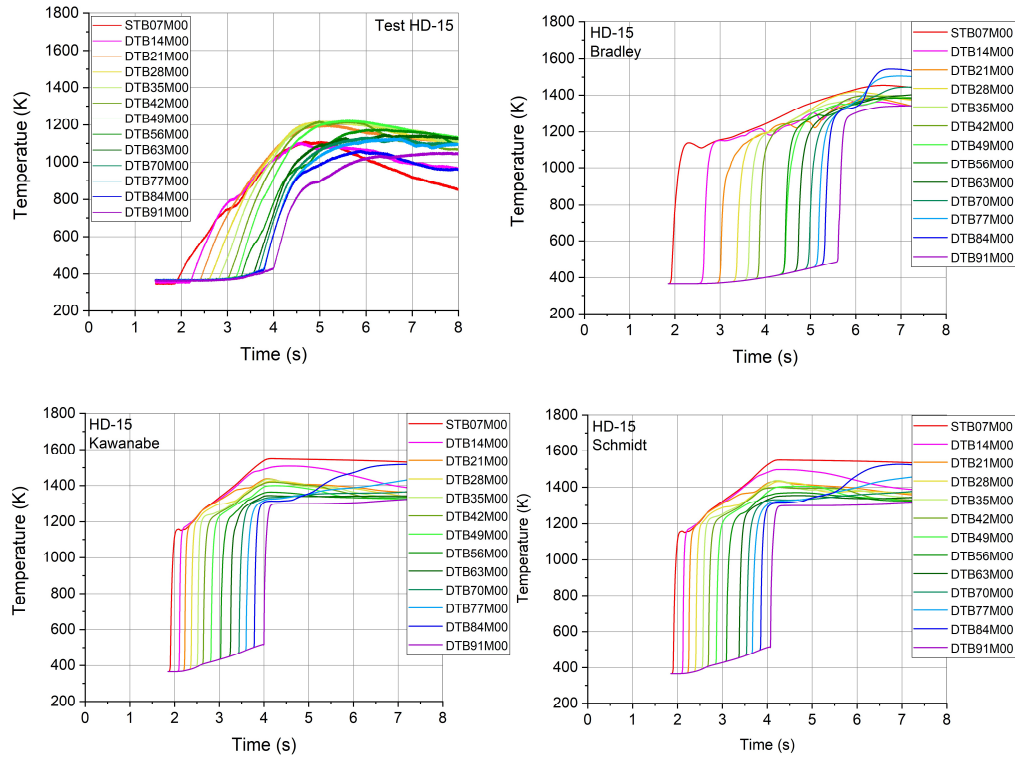 Test HD-15
STB07M00
DTB14M00
DTB21M00
DTB28M00
DTB35M00
DTB42M00
DTB49M00
DTB56M00
DTB63M00
DTB70M00
DTB77M00
DTB84M00
DTB91M00
1800
1600
1400
1200
1000
800
600
400
200
Temperature (K)
0 1 2 3 4 5 6 7 8
Time (s)
HD-15
Bradley
STB07M00
DTB14M00
DTB21M00
DTB28M00
DTB35M00
DTB42M00
DTB49M00
DTB56M00
DTB63M00
DTB70M00
DTB77M00
DTB84M00
DTB91M00
1800
1600
1400
1200
1000
800
600
400
200
Temperature (K)
0 1 2 3 4 5 6 7 8
Time (s)
HD-15
Kawanabe
STB07M00
DTB14M00
DTB21M00
DTB28M00
DTB35M00
DTB42M00
DTB49M00
DTB56M00
DTB63M00
DTB70M00
DTB77M00
DTB84M00
DTB91M00
1800
1600
1400
1200
1000
800
600
400
200
Temperature (K)
0 1 2 3 4 5 6 7 8
Time (s)
HD-15
Schmidt
STB07M00
DTB14M00
DTB21M00
DTB28M00
DTB35M00
DTB42M00
DTB49M00
DTB56M00
DTB63M00
DTB70M00
DTB77M00
DTB84M00
DTB91M00
1800
1600
1400
1200
1000
800
600
400
200
Temperature (K)
0 1 2 3 4 5 6 7 8
Time (s)